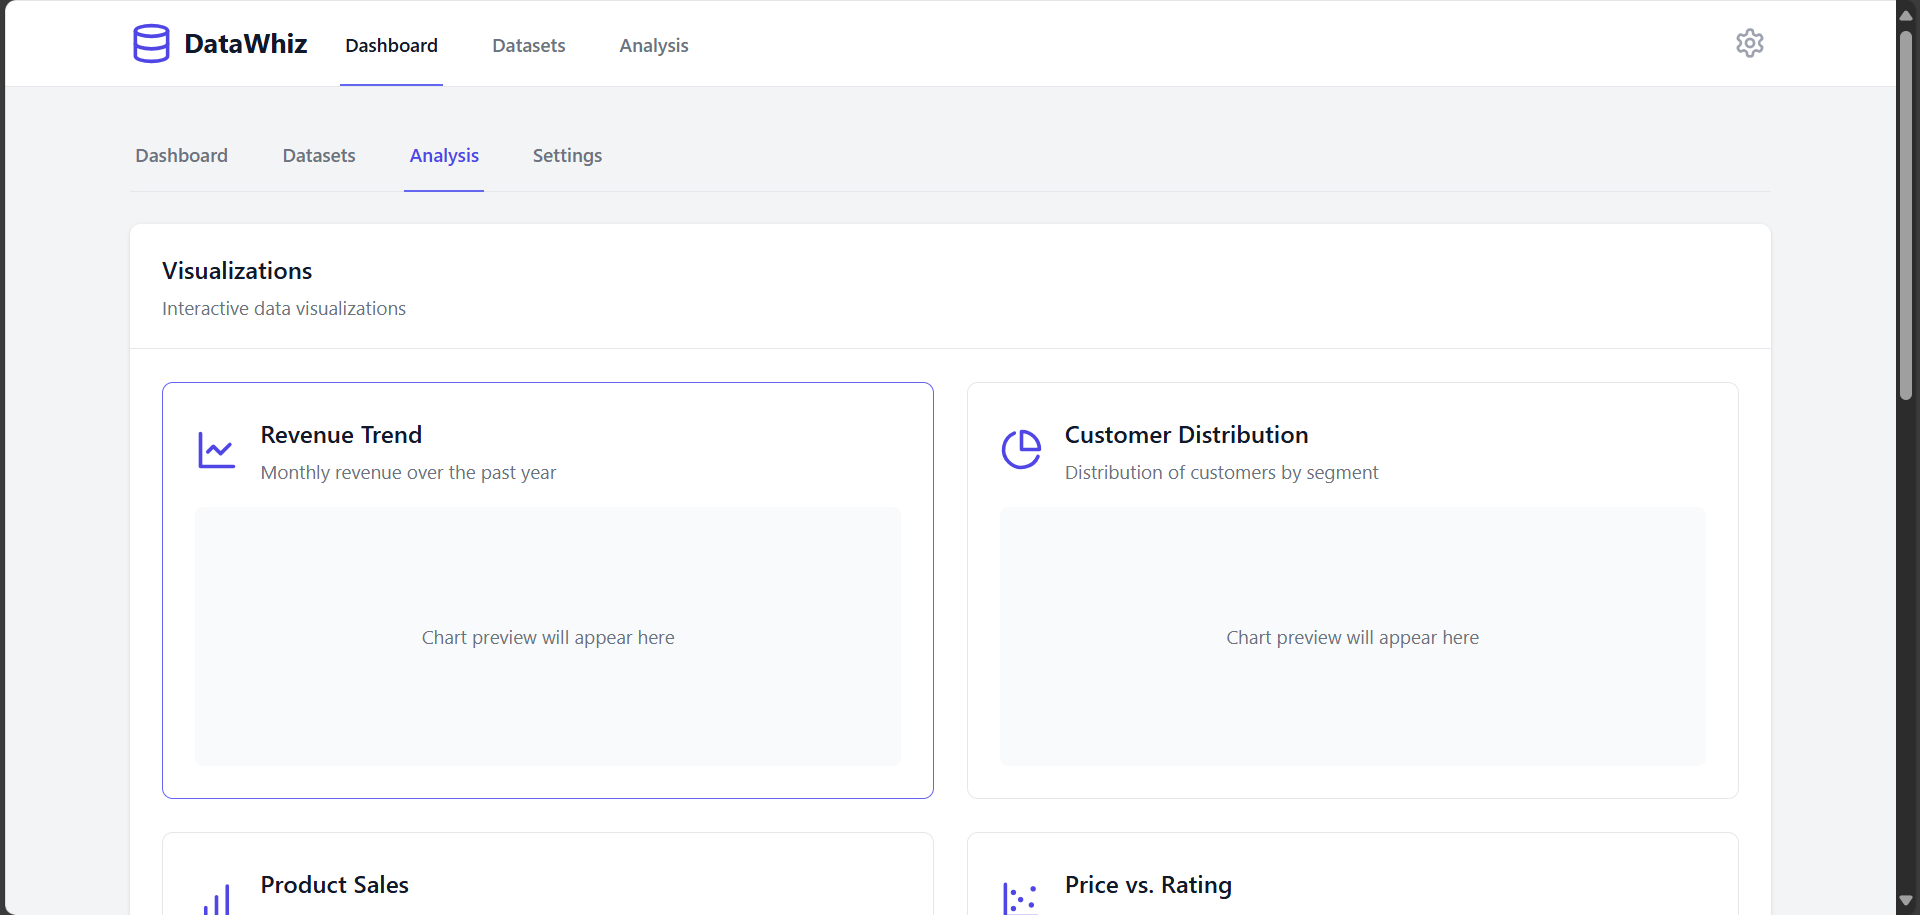 DataWhiz
Dashboard
Datasets
Analysis
Dashboard
Datasets
Analysis
Settings
Visualizations
Interactive data visualizations
Revenue Trend
Monthly revenue over the past year
Chart preview will appear here
Customer Distribution
Distribution of customers by segment
Chart preview will appear here
Product Sales
Price vs. Rating